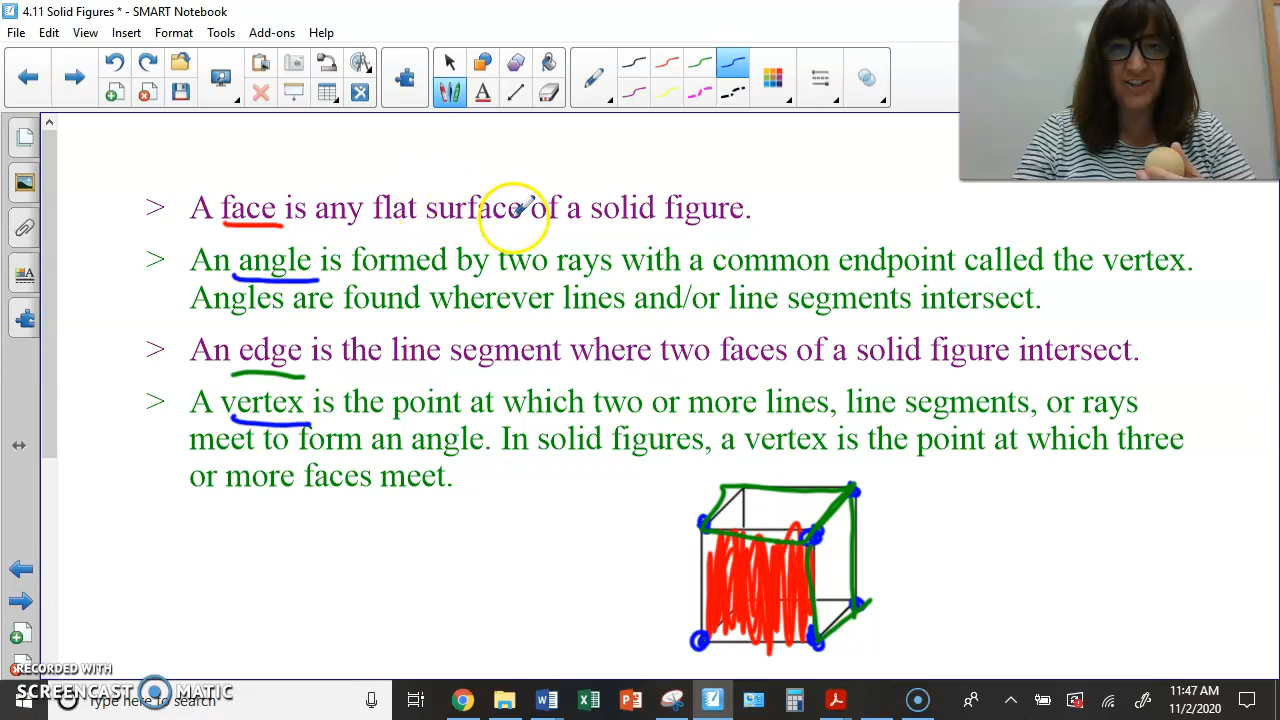 4.11 Solid Figures * - SMART Notebook
File Edit View Insert Format Tools Add-ons Help
> A face is any flat surface of a solid figure.
> An angle is formed by two rays with a common endpoint called the vertex.
Angles are found wherever lines and/or line segments intersect.
> An edge is the line segment where two faces of a solid figure intersect.
> A vertex is the point at which two or more lines, line segments, or rays
meet to form an angle. In solid figures, a vertex is the point at which three
or more faces meet.
RECORDED WITH
SCREENCAST MATIC
Type here to search
11:47 AM
11/2/2020